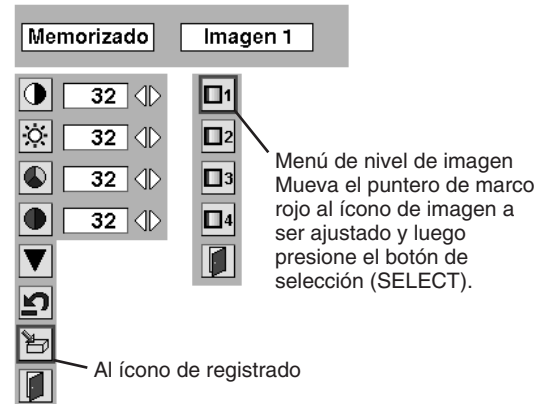 Memorizado Imagen 1
32 1
32 2
32 3
32 4
Menú de nivel de imagen
Mueva el puntero de marco
rojo al ícono de imagen a
ser ajustado y luego
presione el botón de
selección (SELECT).
Al ícono de registrado